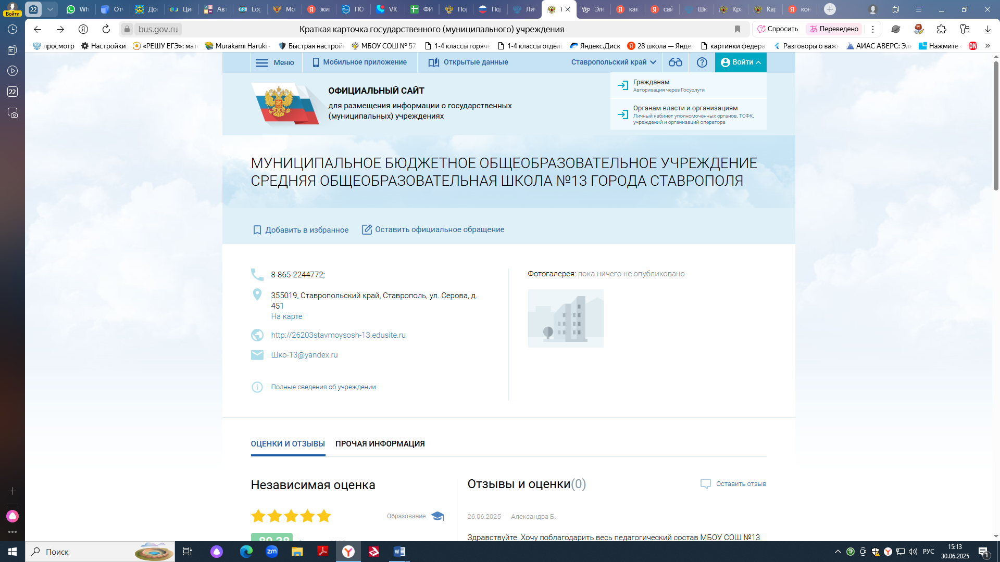 22
Wh
От
До
Ци
Авт
Log
Мо
жи
ПО
VK
ФИ
Пор
Под
Ли
Эле
как
сай
Шк
Кра
Кар
кон
Войти
bus.gov.ru
Краткая карточка государственного (муниципального) учреждения
Спросить
Переведено
просмотр
Настройки
«РЕШУ ЕГЭ»: мат
Murakami Haruki -
Быстрая настрой
МБОУ СОШ № 57
1-4 классы горяче
1-4 классы отдель
Яндекс.Диск
28 школа — Яндек
картинки федера
Разговоры о важ
АИАС АВЕРС: Эле
Нажмите
DN
22
Меню
Мобильное приложение
Открытые данные
Ставропольский край
Войти
Гражданам
Авторизация через Госуслуги
Органам власти и организациям
Личный кабинет уполномоченных органов, ТОФК,
учреждений и организаций оператора
ОФИЦИАЛЬНЫЙ САЙТ
для размещения информации о государственных
(муниципальных) учреждениях
МУНИЦИПАЛЬНОЕ БЮДЖЕТНОЕ ОБЩЕОБРАЗОВАТЕЛЬНОЕ УЧРЕЖДЕНИЕ
СРЕДНЯЯ ОБЩЕОБРАЗОВАТЕЛЬНАЯ ШКОЛА №13 ГОРОДА СТАВРОПОЛЯ
Добавить в избранное
Оставить официальное обращение
8-865-2244772;
355019, Ставропольский край, Ставрополь, ул. Серова, д.
451
На карте
http://26203stavmoysosh-13.edusite.ru
Шко-13@yandex.ru
Полные сведения об учреждении
Фотогалерея: пока ничего не опубликовано
ОЦЕНКИ И ОТЗЫВЫ
ПРОЧАЯ ИНФОРМАЦИЯ
Независимая оценка
Образование
89.38
Отзывы и оценки(0)
Оставить отзыв
26.06.2025
Александра Б.
Здравствуйте. Хочу поблагодарить весь педагогический состав МБОУ СОШ №13
Поиск
zm
РУС
15:13
30.06.2025
1